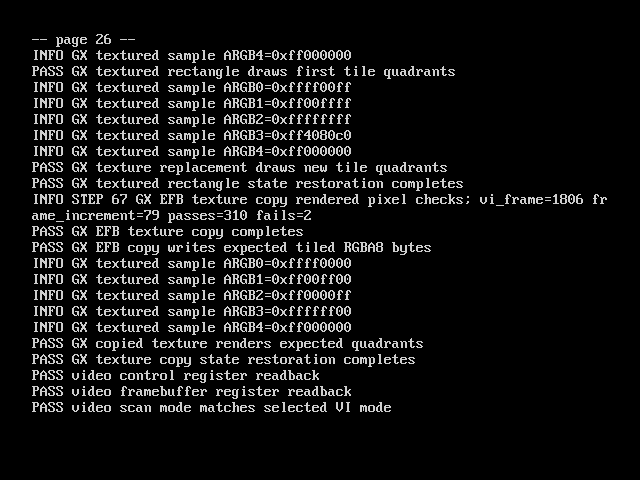 -- page 26 --
INFO GX textured sample ARGB4=0xff000000
PASS GX textured rectangle draws first tile quadrants
INFO GX textured sample ARGB0=0xffff00ff
INFO GX textured sample ARGB1=0xff00ffff
INFO GX textured sample ARGB2=0xffffffff
INFO GX textured sample ARGB3=0xff4080c0
INFO GX textured sample ARGB4=0xff000000
PASS GX texture replacement draws new tile quadrants
PASS GX textured rectangle state restoration completes
INFO STEP 67 GX EFB texture copy rendered pixel checks; vi_frame=1806 fr
ame_increment=79 passes=310 fails=2
PASS GX EFB texture copy completes
PASS GX EFB copy writes expected tiled RGBA8 bytes
INFO GX textured sample ARGB0=0xffff0000
INFO GX textured sample ARGB1=0xff00ff00
INFO GX textured sample ARGB2=0xff0000ff
INFO GX textured sample ARGB3=0xffffff00
INFO GX textured sample ARGB4=0xff000000
PASS GX copied texture renders expected quadrants
PASS GX texture copy state restoration completes
PASS video control register readback
PASS video framebuffer register readback
PASS video scan mode matches selected VI mode